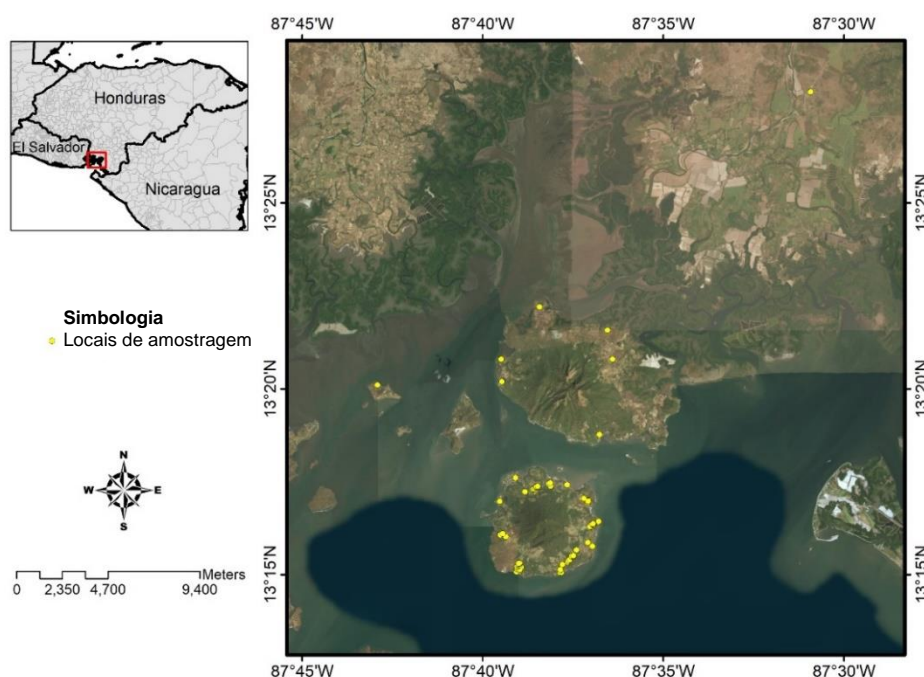 87°45'W 87°40'W 87°35'W 87°30'W
Honduras
El Salvador
Nicaragua
13°25'N 13°25'N
Simbologia
Locais de amostragem
13°20'N 13°20'N
N
W E
S
Meters
0 2,350 4,700 9,400
13°15'N 13°15'N
87°45'W 87°40'W 87°35'W 87°30'W